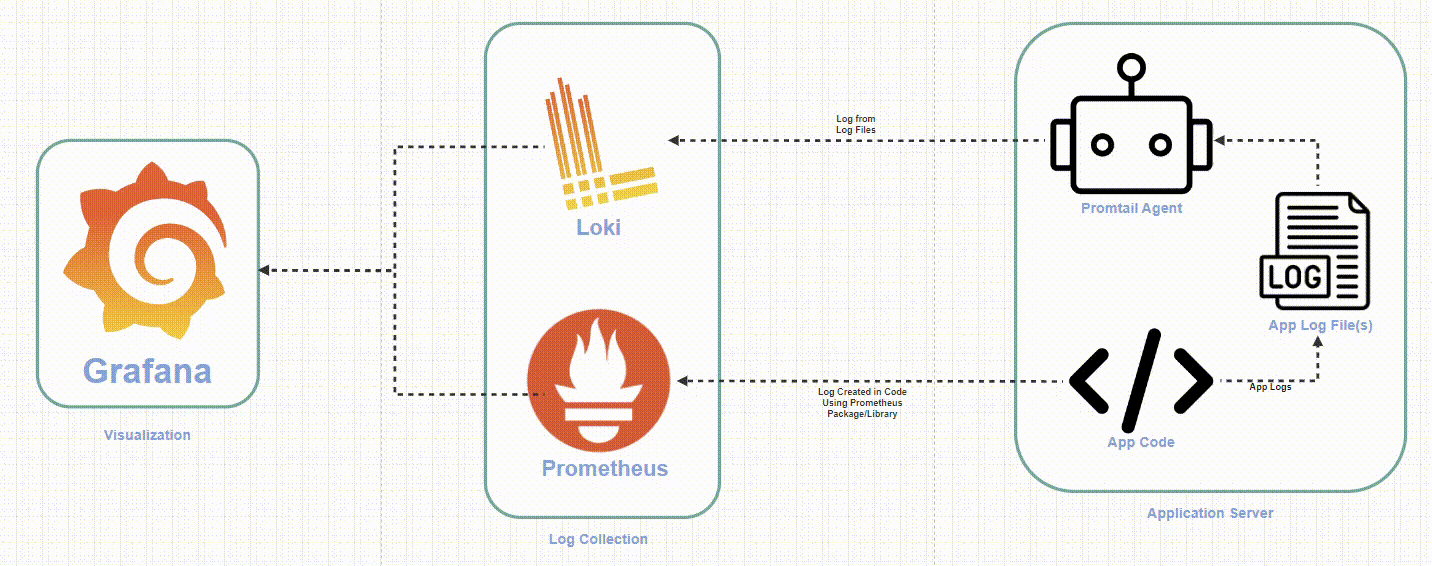 Grafana
Visualization
Loki
Prometheus
Log Collection
Log from
Log Files
Log Created in Code
Using Prometheus
Package/Library
Promtail Agent
LOG
App Log File(s)
App Logs
App Code
Application Server